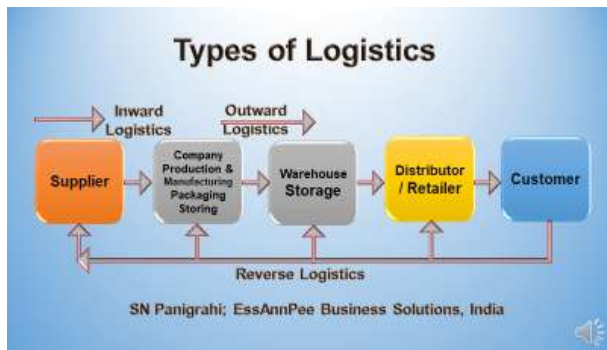 Types of Logistics
Inward
Logistics
Outward
Logistics
Supplier
Company
Production &
Manufacturing
Packaging
Storing
Warehouse
Storage
Distributor
/ Retailer
Customer
Reverse Logistics
SN Panigrahi; EssAnnPee Business Solutions, India